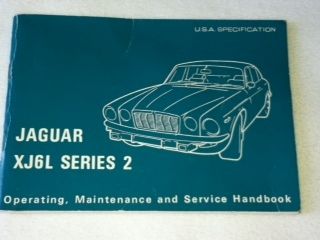 U.S.A. SPECIFICATION
JAGUAR
XJ6L SERIES 2
Operating, Maintenance and Service Handbook